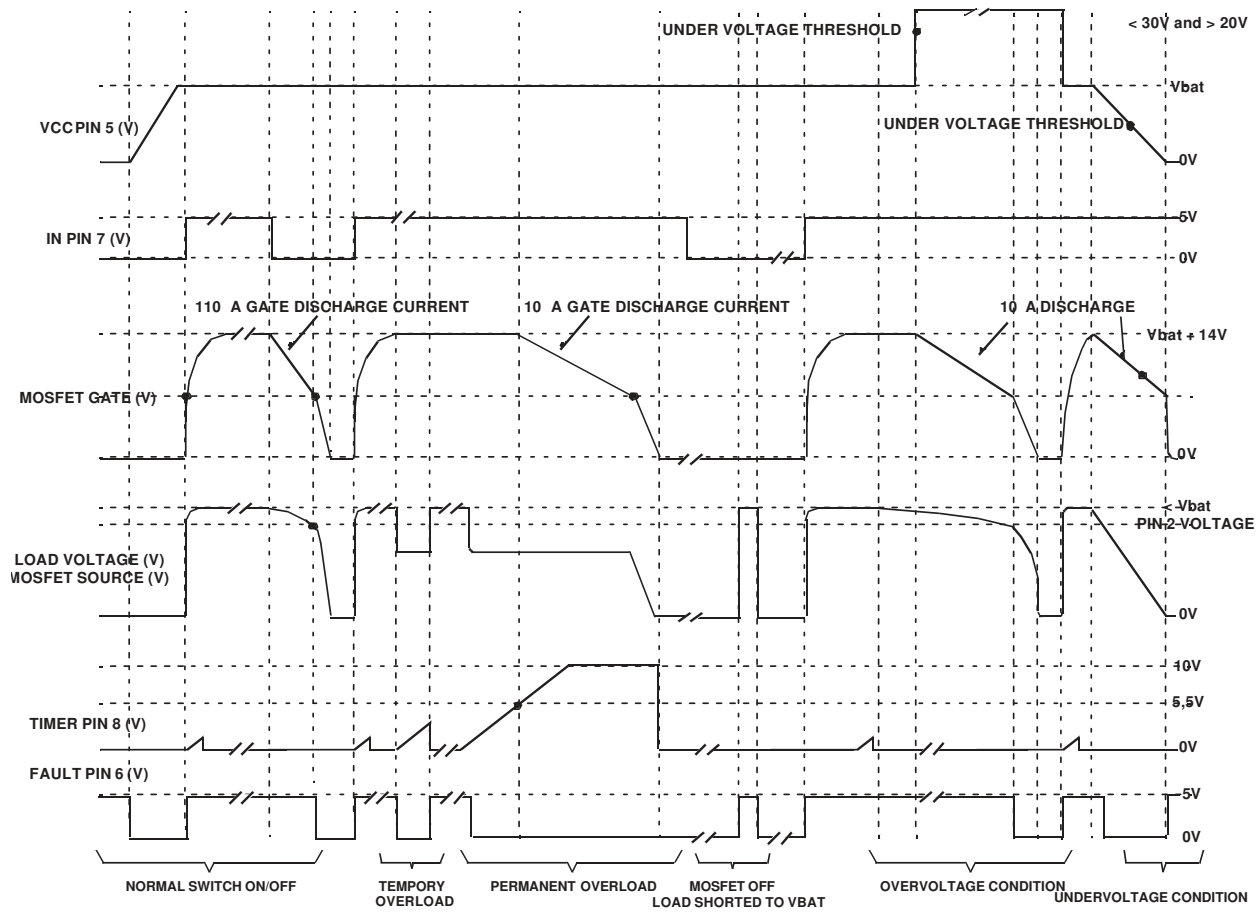 UNDER VOLTAGE THRESHOLD
< 30V and > 20V
Vbat
VCC PIN 5 (V)
UNDER VOLTAGE THRESHOLD
0V
5V
IN PIN 7 (V)
0V
110 A GATE DISCHARGE CURRENT
10 A GATE DISCHARGE CURRENT
10 A DISCHARGE
Vbat + 14V
MOSFET GATE (V)
0V
< Vbat
PIN 2 VOLTAGE
LOAD VOLTAGE (V)
MOSFET SOURCE (V)
0V
10V
5,5V
TIMER PIN 8 (V)
0V
FAULT PIN 6 (V)
5V
0V
NORMAL SWITCH ON/OFF
TEMPORY
OVERLOAD
PERMANENT OVERLOAD
MOSFET OFF
LOAD SHORTED TO VBAT
OVERVOLTAGE CONDITION
UNDERVOLTAGE CONDITION